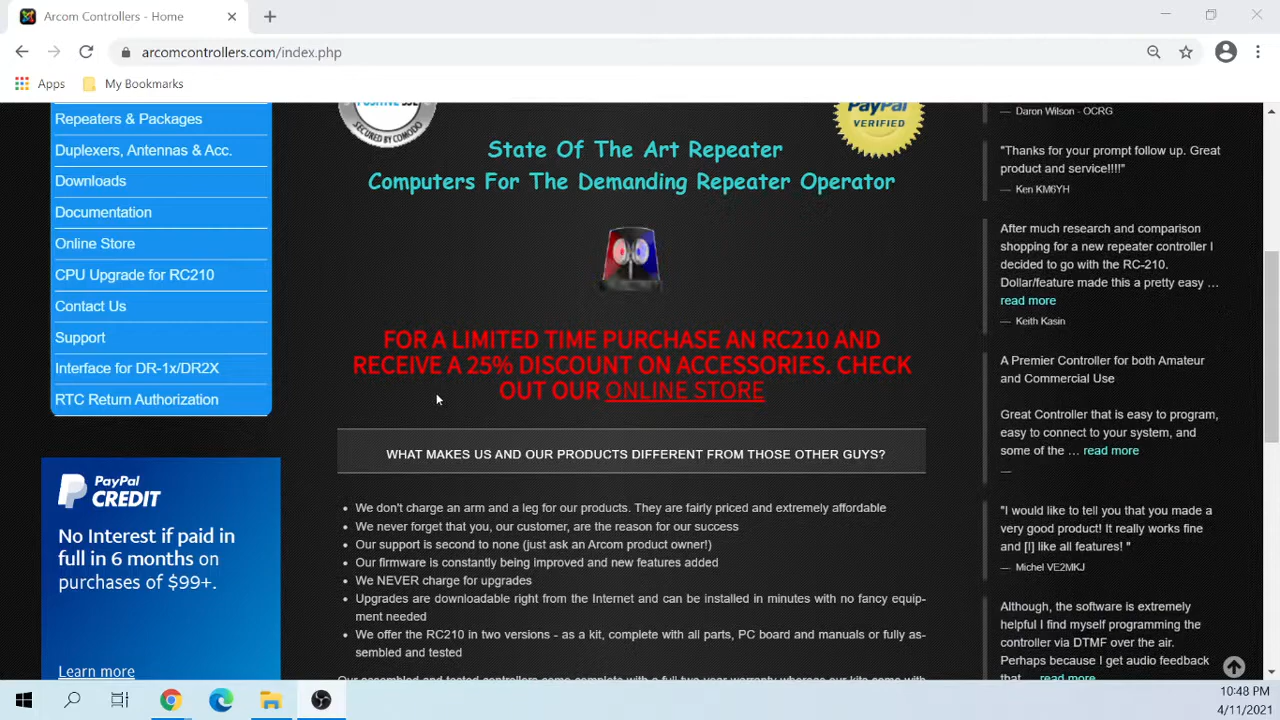 Arcom Controllers - Home
arcomcontrollers.com/index.php
Apps
My Bookmarks
Repeaters & Packages
Duplexers, Antennas & Acc.
Downloads
Documentation
Online Store
CPU Upgrade for RC210
Contact Us
Support
Interface for DR-1x/DR2X
RTC Return Authorization
PayPal
CREDIT
No Interest if paid in
full in 6 months on
purchases of $99+.
Learn more
POSITIVE SSL
SECURED BY COMODO
PayPal
VERIFIED
State Of The Art Repeater
Computers For The Demanding Repeater Operator
FOR A LIMITED TIME PURCHASE AN RC210 AND
RECEIVE A 25% DISCOUNT ON ACCESSORIES. CHECK
OUT OUR ONLINE STORE
WHAT MAKES US AND OUR PRODUCTS DIFFERENT FROM THOSE OTHER GUYS?
• We don't charge an arm and a leg for our products. They are fairly priced and extremely affordable
• We never forget that you, our customer, are the reason for our success
• Our support is second to none (just ask an Arcom product owner!)
• Our firmware is constantly being improved and new features added
• We NEVER charge for upgrades
• Upgrades are downloadable right from the Internet and can be installed in minutes with no fancy equip-
ment needed
• We offer the RC210 in two versions - as a kit, complete with all parts, PC board and manuals or fully as-
sembled and tested
Our assembled and tested controllers come complete with a full two year warranty whereas our kits come with
— Daron Wilson - OCRG
"Thanks for your prompt follow up. Great
product and service!!!!"
— Ken KM6YH
After much research and comparison
shopping for a new repeater controller I
decided to go with the RC-210.
Dollar/feature made this a pretty easy ...
read more
— Keith Kasin
A Premier Controller for both Amateur
and Commercial Use
Great Controller that is easy to program,
easy to connect to your system, and
some of the ... read more
—
"I would like to tell you that you made a
very good product! It really works fine
and [I] like all features! "
— Michel VE2MKJ
Although, the software is extremely
helpful I find myself programming the
controller via DTMF over the air.
Perhaps because I get audio feedback
that ... read more
10:48 PM
4/11/2021